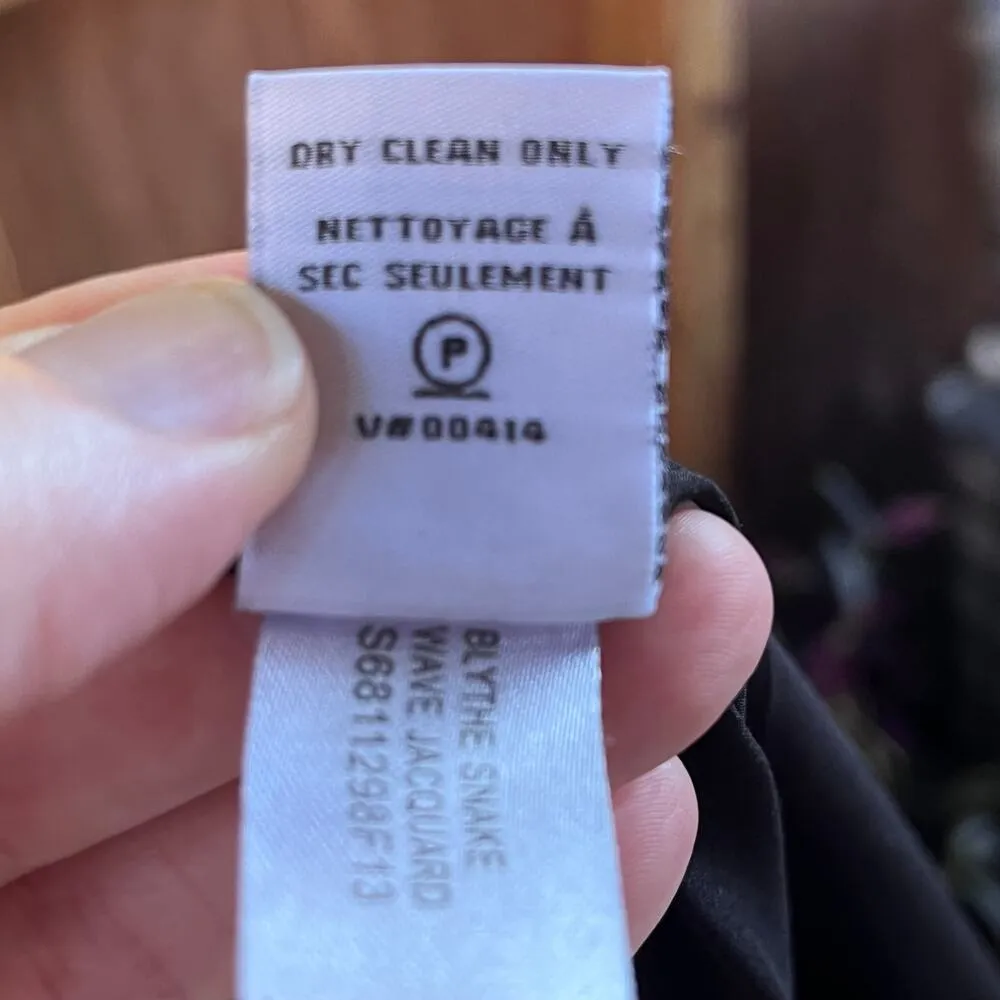 DRY CLEAN ONLY
NETTOYAGE À
SEC SEULEMENT
P
V#00414
BLYTHE SNAKE
WAVE JACQUARD
S6811298F13